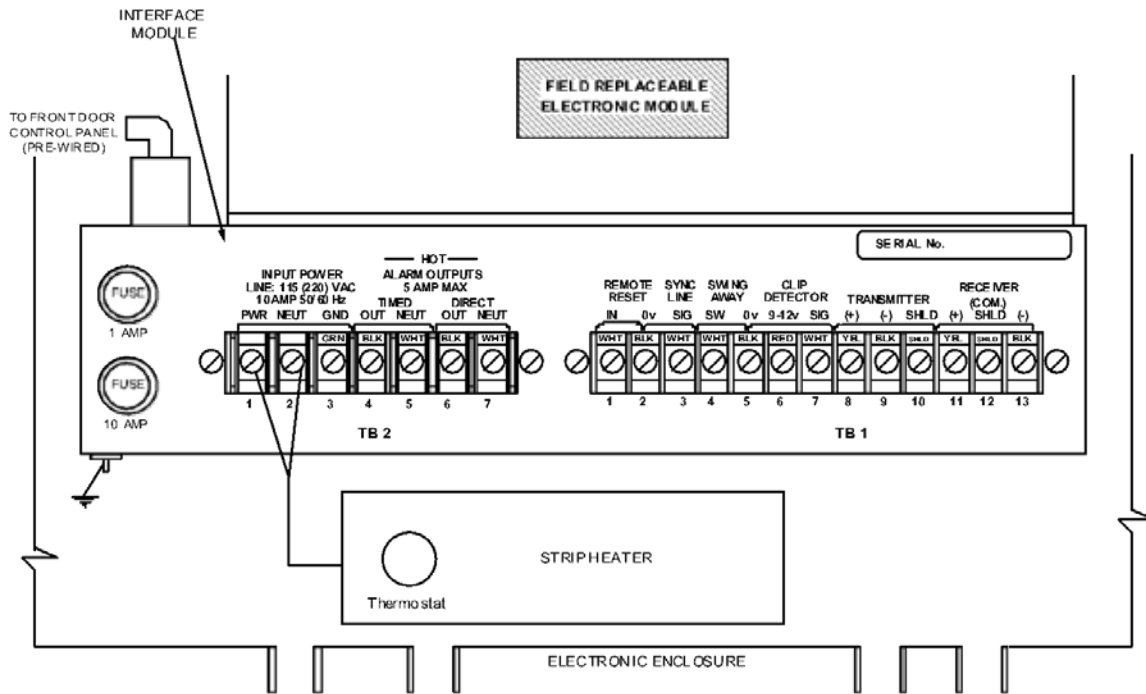 INTERFACE
MODULE
FIELD REPLACEABLE
ELECTRONIC MODULE
TO FRONT DOOR
CONTROL PANEL
(PRE-WIRED)
SERIAL No.
FUSE
1 AMP
FUSE
10 AMP
INPUT POWER
LINE: 115 (220) VAC
10 AMP 50/60 Hz
PWR NEUT GND
HOT
ALARM OUTPUTS
5 AMP MAX
TIMED DIRECT
OUT NEUT OUT NEUT
GRN BLK WHT BLK WHT
1 2 3 4 5 6 7
TB 2
REMOTE
RESET
SYNC
LINE
SWING
AWAY
CLIP
DETECTOR
TRANSMITTER
RECEIVER
(COM.)
IN 0v SIG SW 0v 9-12v SIG (+) (-) SHLD (+) SHLD (-)
WHT BLK WHT WHT BLK RED WHT YEL BLK SHLD YEL SHLD BLK
1 2 3 4 5 6 7 8 9 10 11 12 13
TB 1
STRIP HEATER
Thermostat
ELECTRONIC ENCLOSURE